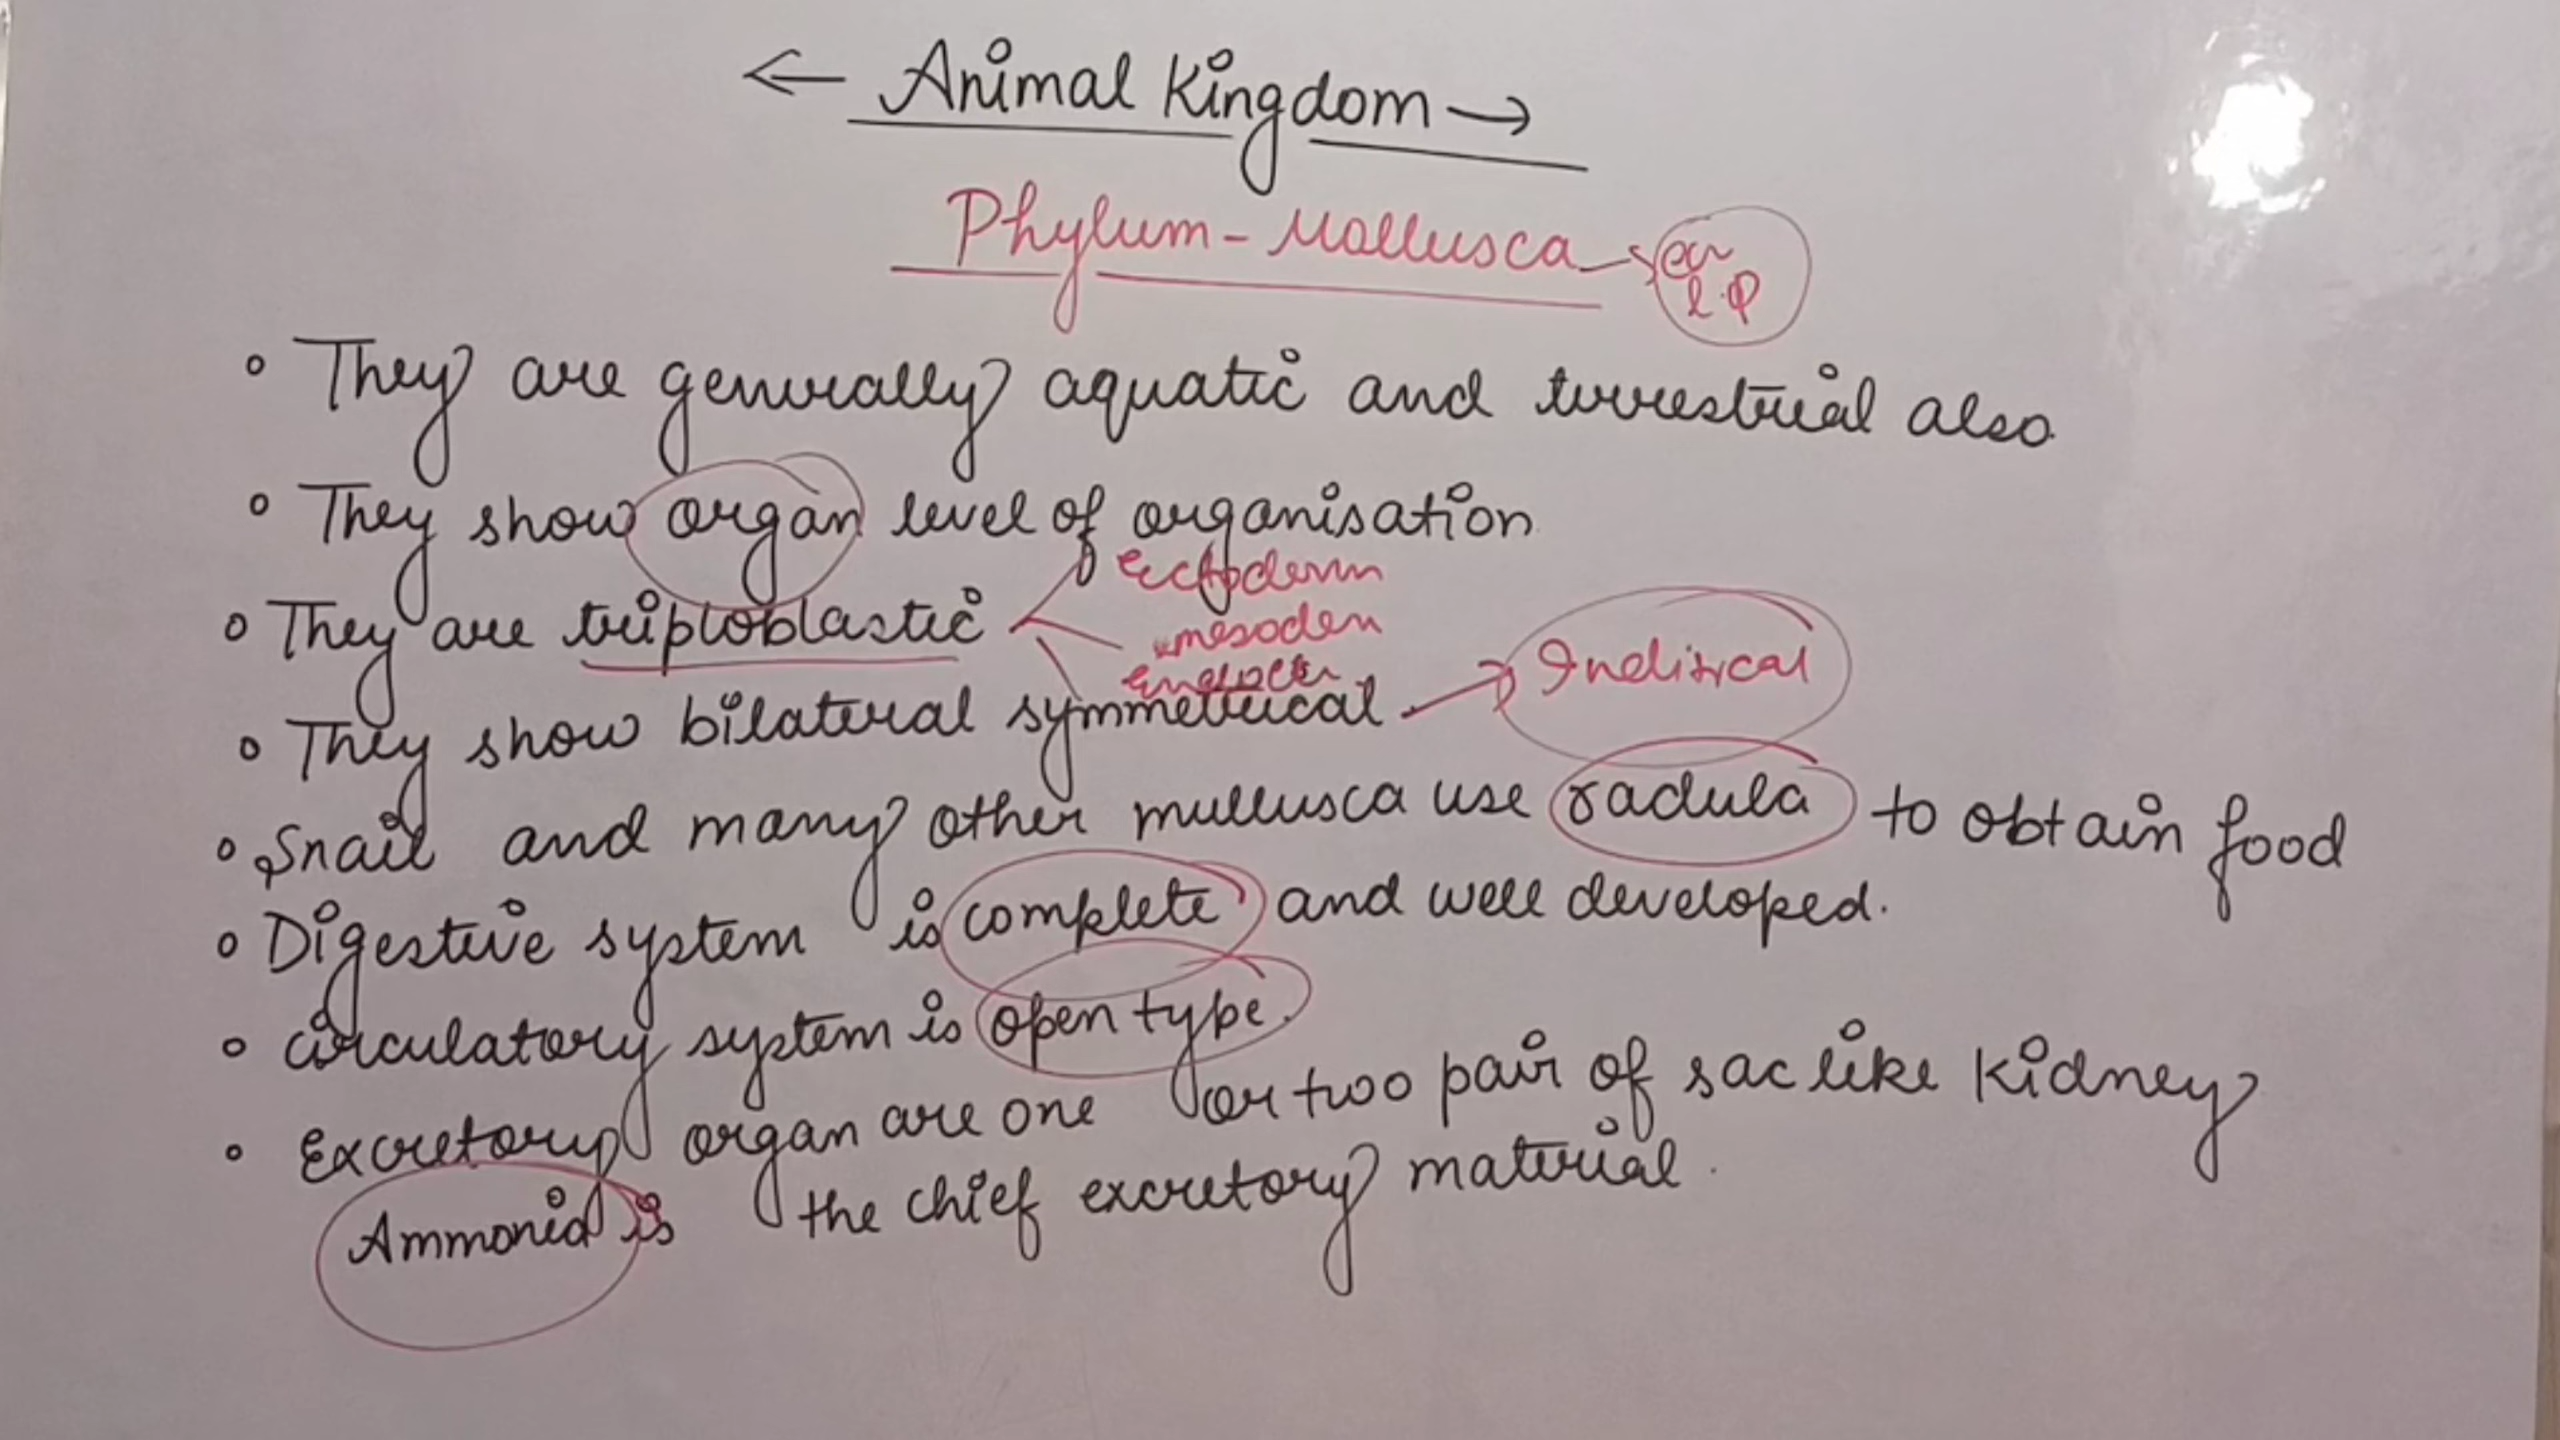 ← Animal Kingdom →
Phylum - Mollusca
• They are generally aquatic and terrestrial also.
• They show organ level of organisation
Ectoderm
• They are triploblastic
mesoderm
• They show bilateral symmetrical
• Snail and many other mullusca use radula to obtain food
• Digestive system is complete and well developed.
• circulatory system is open type.
• Excretory organ are one or two pair of sac like kidney
Ammonia is the chief excretory material.